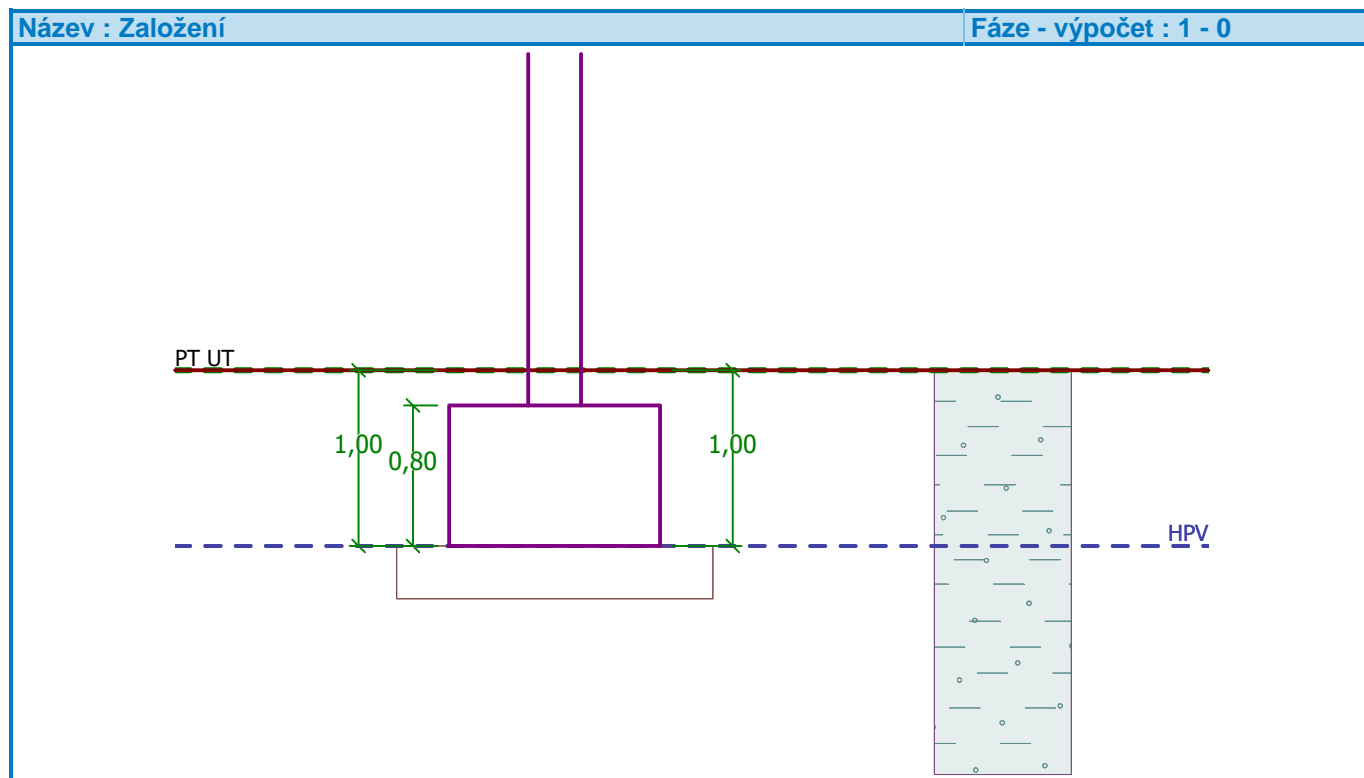 Název : Založení
Fáze - výpočet : 1 - 0
PT UT
1,00
0,80
1,00
HPV